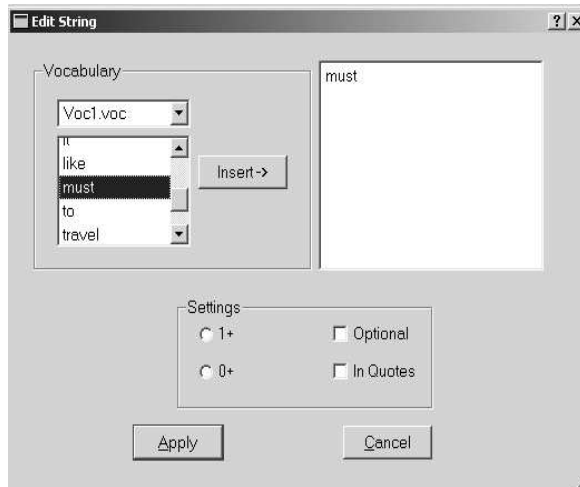 Edit String
? x
Vocabulary
Voc1.voc
it
like
must
to
travel
Insert->
must
Settings
1+
Optional
0+
In Quotes
Apply
Cancel